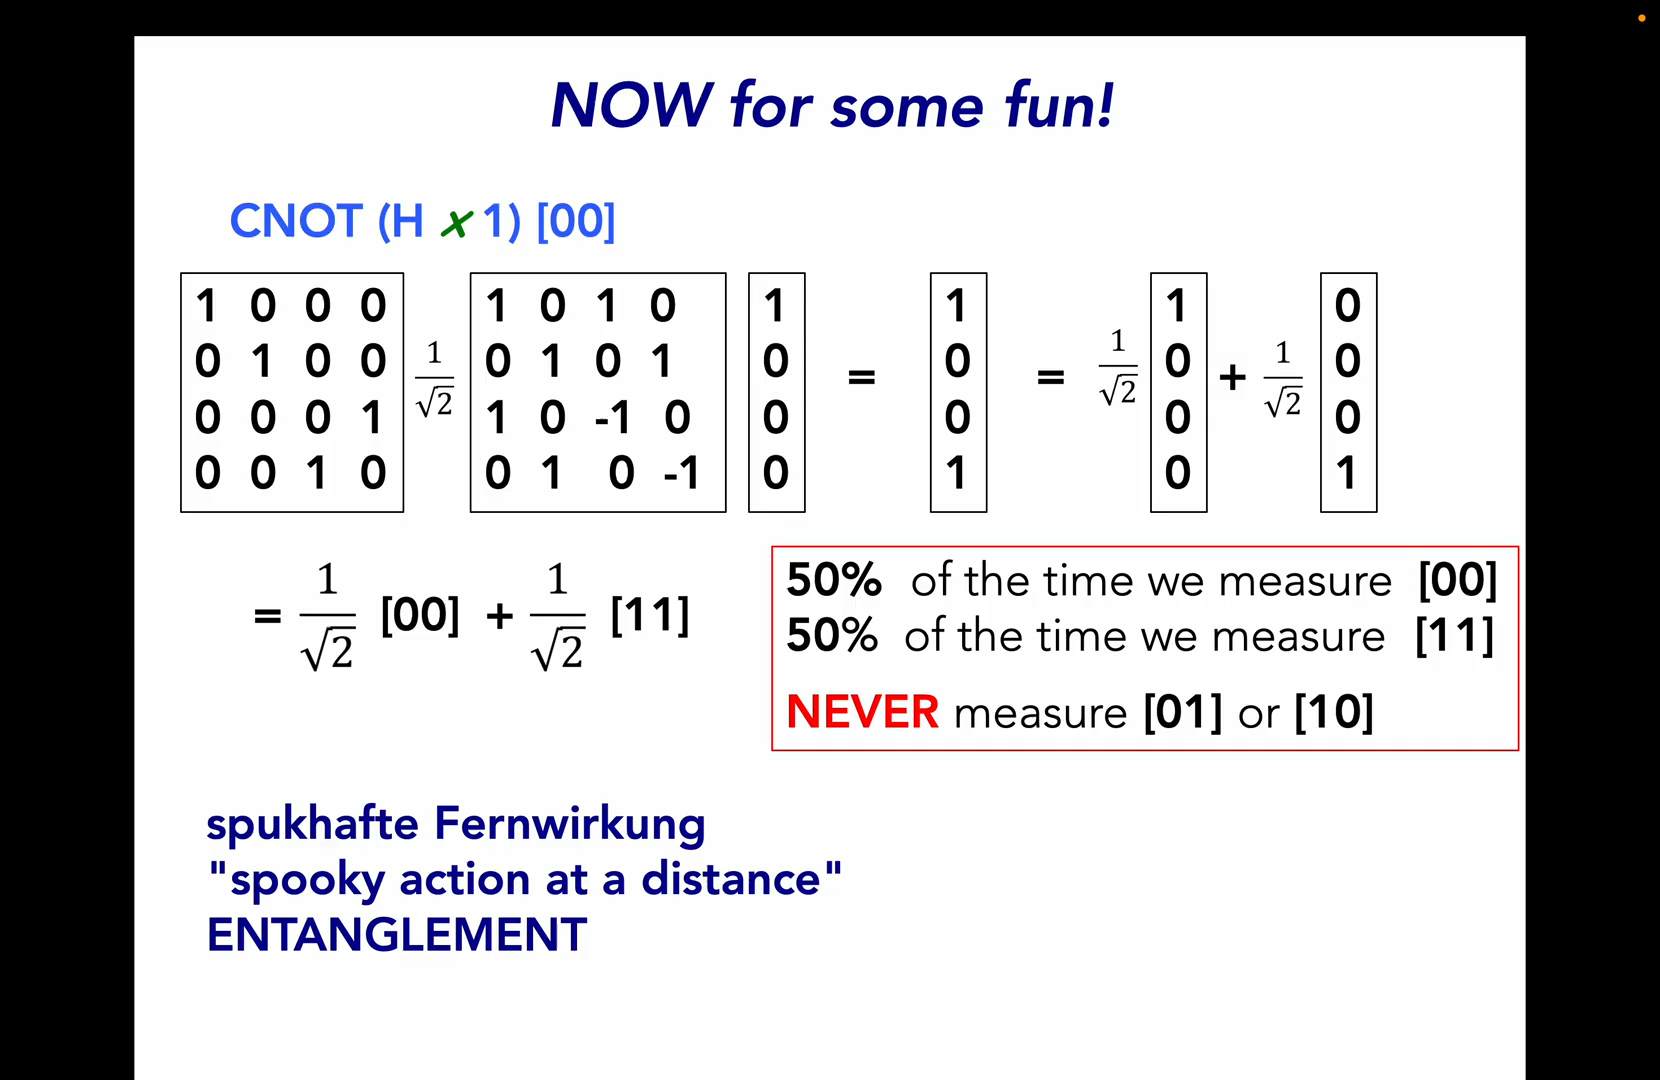 NOW for some fun!
CNOT (H x 1) [00]
1 0 0 0   1 0 1 0   1   1   1   0
0 1 0 0 1/√2 0 1 0 1   0 = 0 = 1/√2 0 + 1/√2 0
0 0 0 1   1 0 -1 0   0   0   0   0
0 0 1 0   0 1 0 -1   0   1   0   1
= 1/√2 [00] + 1/√2 [11]
50% of the time we measure [00]
50% of the time we measure [11]
NEVER measure [01] or [10]
spukhafte Fernwirkung
"spooky action at a distance"
ENTANGLEMENT